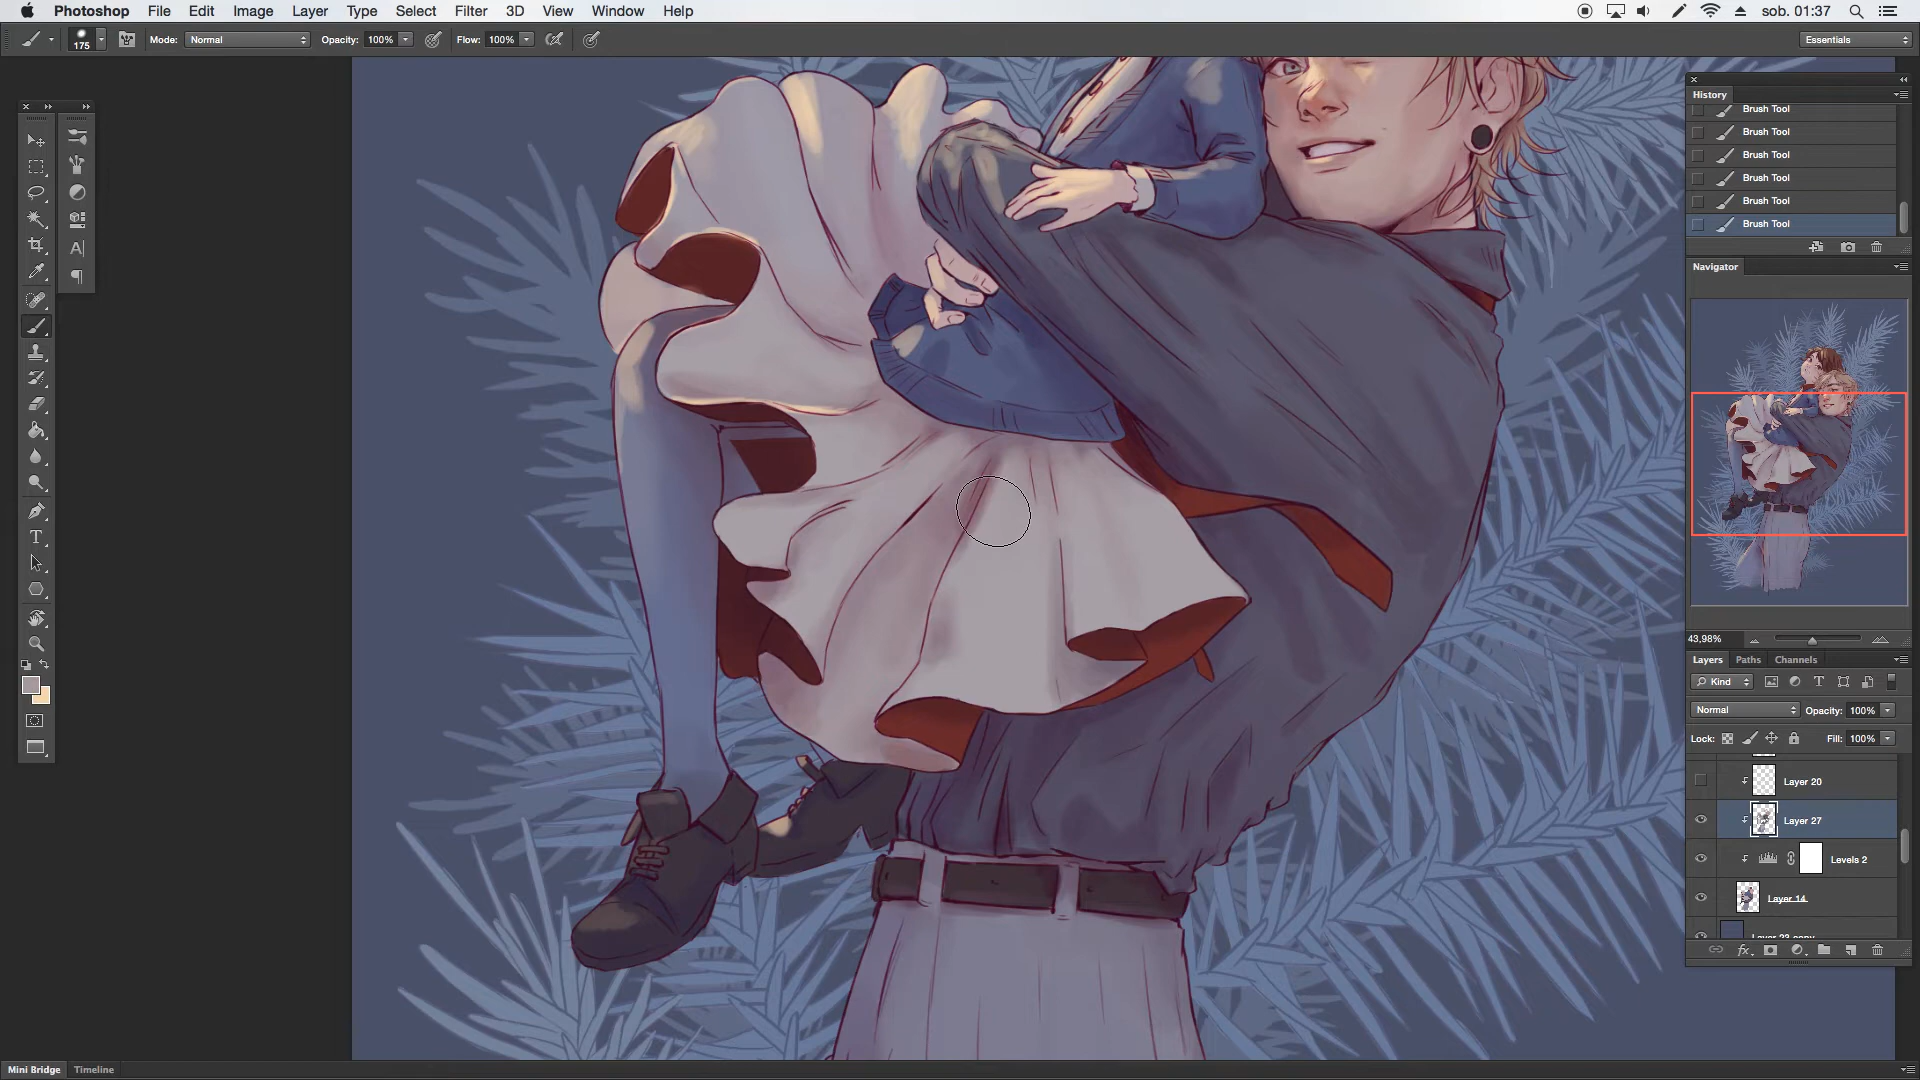 Photoshop File Edit Image Layer Type Select Filter 3D View Window Help sob. 01:37
175 Mode: Normal Opacity: 100% Flow: 100% Essentials
History
Brush Tool
Brush Tool
Brush Tool
Brush Tool
Brush Tool
Brush Tool
Navigator
43,98%
Layers Paths Channels
Kind
Normal Opacity: 100%
Lock: Fill: 100%
Layer 20
Layer 27
Levels 2
Layer 14
Layer 23 copy
Mini Bridge Timeline